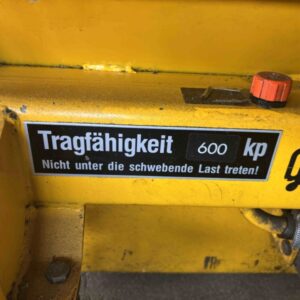 Tragfähigkeit 600 kp
Nicht unter die schwebende Last treten!